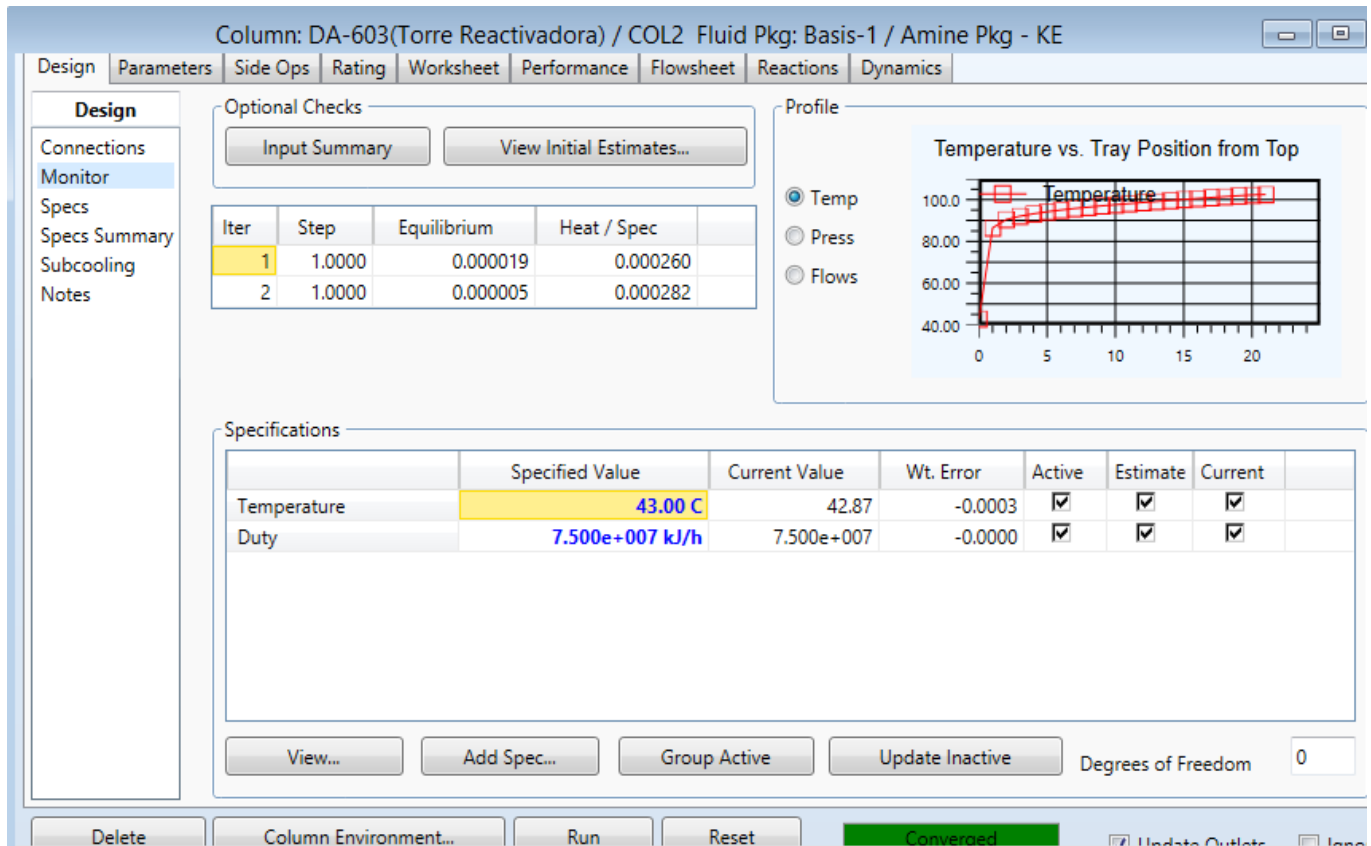 Column: DA-603(Torre Reactivadora) / COL2 Fluid Pkg: Basis-1 / Amine Pkg - KE
Design Parameters Side Ops Rating Worksheet Performance Flowsheet Reactions Dynamics
Design
Connections
Monitor
Specs
Specs Summary
Subcooling
Notes
Optional Checks
Input Summary View Initial Estimates...
Iter Step Equilibrium Heat / Spec
1 1.0000 0.000019 0.000260
2 1.0000 0.000005 0.000282
Profile
Temp
Press
Flows
Temperature vs. Tray Position from Top
Temperature
100.0
80.00
60.00
40.00
0 5 10 15 20
Specifications
Specified Value Current Value Wt. Error Active Estimate Current
Temperature 43.00 C 42.87 -0.0003
Duty 7.500e+007 kJ/h 7.500e+007 -0.0000
View... Add Spec... Group Active Update Inactive Degrees of Freedom 0
Delete Column Environment... Run Reset Converged Update Outlets